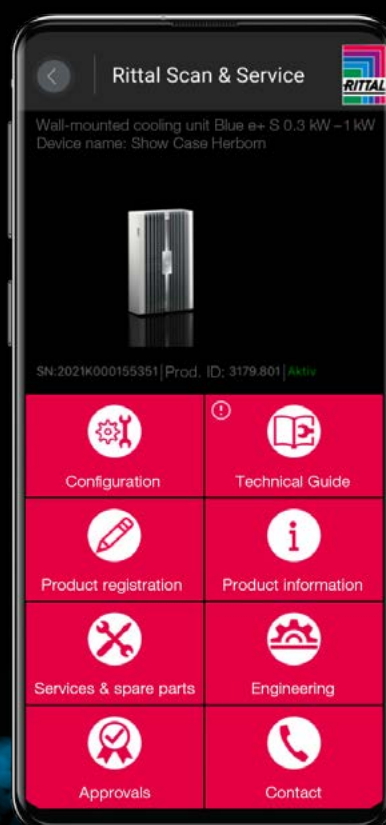 Rittal Scan & Service
RITTAL
Wall-mounted cooling unit Blue e+ S 0.3 kW – 1 kW
Device name: Show Case Herborn
SN:2021K000155351|Prod. ID: 3179.801|Aktiv
Configuration
Technical Guide
Product registration
Product information
Services & spare parts
Engineering
Approvals
Contact